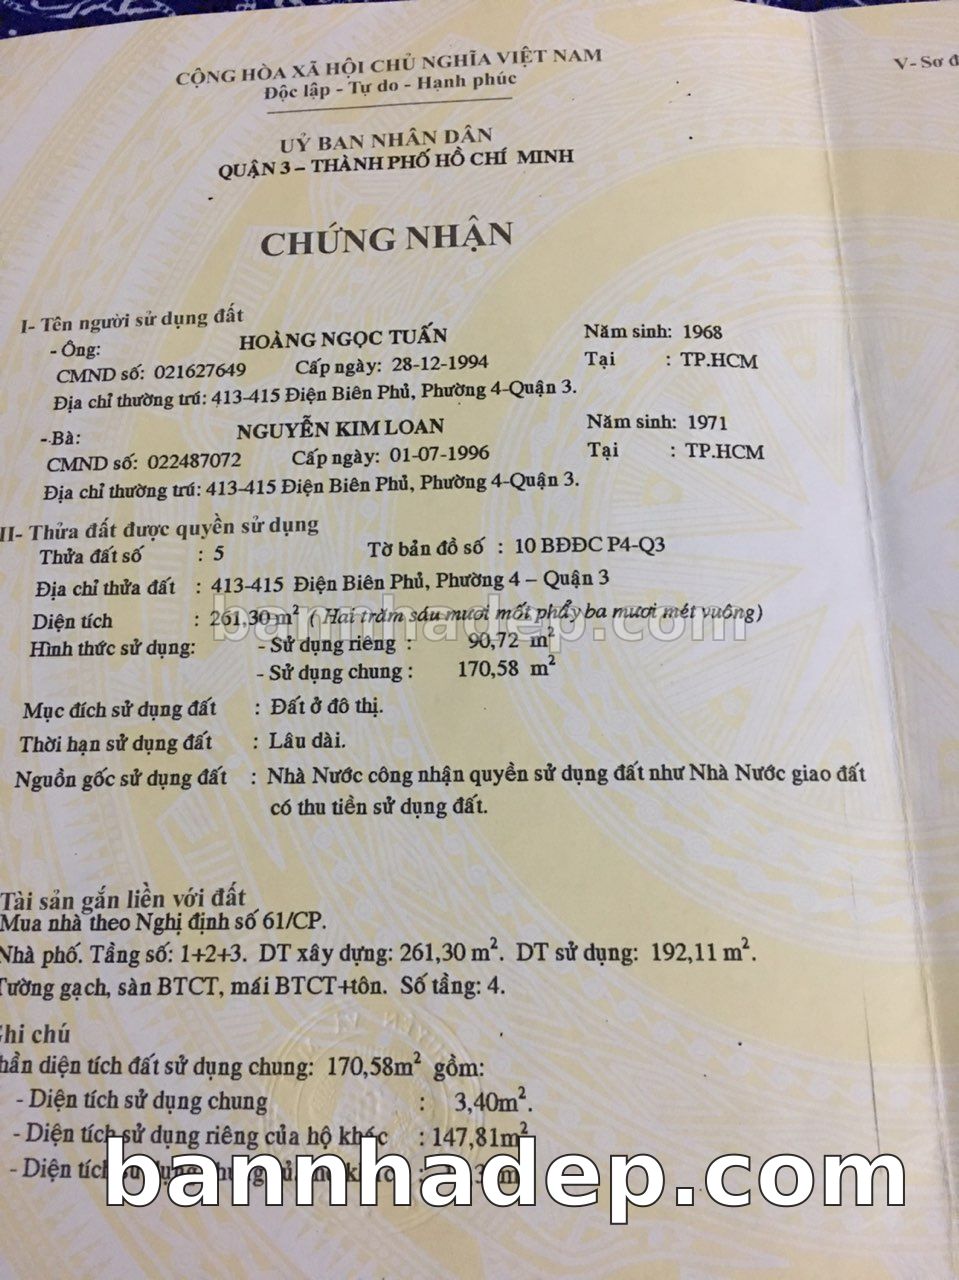 CỘNG HÒA XÃ HỘI CHỦ NGHĨA VIỆT NAM
Độc lập - Tự do - Hạnh phúc
V- Sơ đ
UỶ BAN NHÂN DÂN
QUẬN 3 – THÀNH PHỐ HỒ CHÍ MINH
CHỨNG NHẬN
I- Tên người sử dụng đất
- Ông: HOÀNG NGỌC TUẤN Năm sinh: 1968
CMND số: 021627649 Cấp ngày: 28-12-1994 Tại : TP.HCM
Địa chỉ thường trú: 413-415 Điện Biên Phủ, Phường 4-Quận 3.
- Bà: NGUYỄN KIM LOAN Năm sinh: 1971
CMND số: 022487072 Cấp ngày: 01-07-1996 Tại : TP.HCM
Địa chỉ thường trú: 413-415 Điện Biên Phủ, Phường 4-Quận 3.
II- Thửa đất được quyền sử dụng
Thửa đất số : 5 Tờ bản đồ số : 10 BĐĐC P4-Q3
Địa chỉ thửa đất : 413-415 Điện Biên Phủ, Phường 4 – Quận 3
Diện tích : 261,30 m² ( Hai trăm sáu mươi mốt phẩy ba mươi mét vuông)
bannhadep.com
Hình thức sử dụng: - Sử dụng riêng : 90,72 m²
- Sử dụng chung : 170,58 m²
Mục đích sử dụng đất : Đất ở đô thị.
Thời hạn sử dụng đất : Lâu dài.
Nguồn gốc sử dụng đất : Nhà Nước công nhận quyền sử dụng đất như Nhà Nước giao đất
có thu tiền sử dụng đất.
Tài sản gắn liền với đất
Mua nhà theo Nghị định số 61/CP.
Nhà phố. Tầng số: 1+2+3. DT xây dựng: 261,30 m². DT sử dụng: 192,11 m².
Tường gạch, sàn BTCT, mái BTCT+tôn. Số tầng: 4.
Ghi chú
hần diện tích đất sử dụng chung: 170,58m² gồm:
- Diện tích sử dụng chung : 3,40m².
- Diện tích sử dụng riêng của hộ khác : 147,81m²
- Diện tích
bannhadep.com